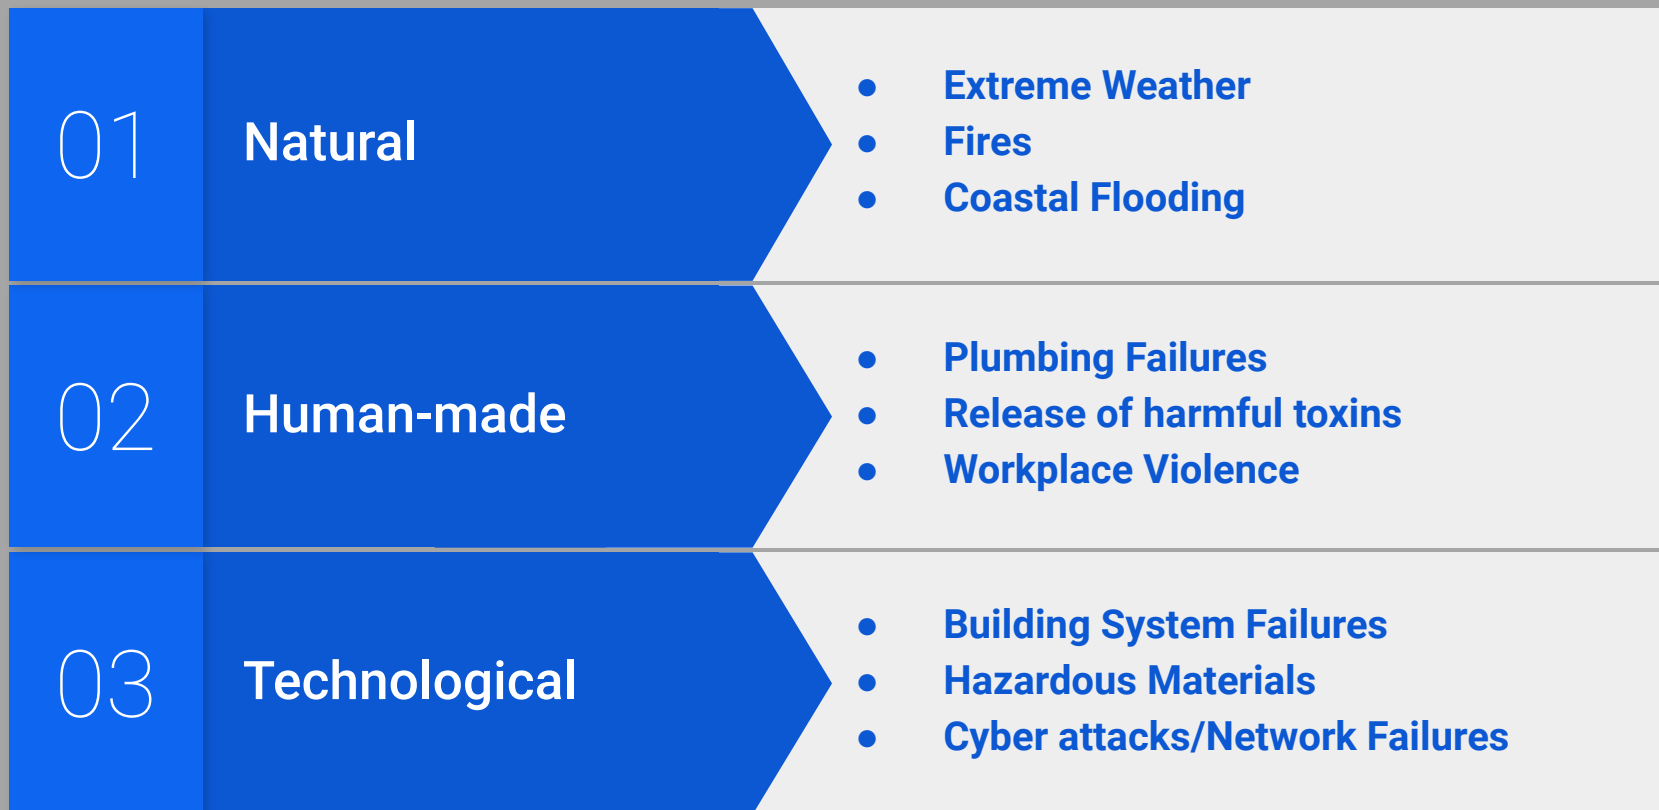 01
Natural
● Extreme Weather
● Fires
● Coastal Flooding
02
Human-made
● Plumbing Failures
● Release of harmful toxins
● Workplace Violence
03
Technological
● Building System Failures
● Hazardous Materials
● Cyber attacks/Network Failures